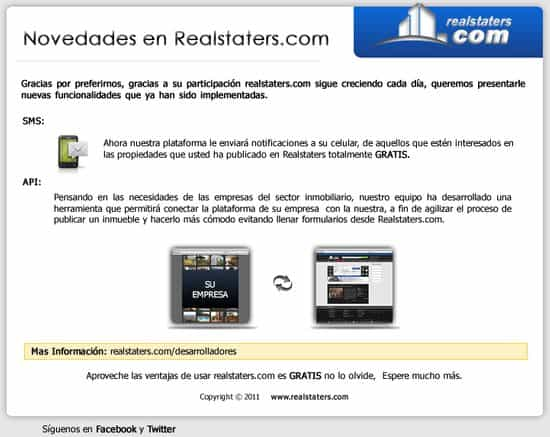 Novedades en Realstaters.com
realstaters
.com
Gracias por preferirnos, gracias a su participación realstaters.com sigue creciendo cada día, queremos presentarle
nuevas funcionalidades que ya han sido implementadas.
SMS:
Ahora nuestra plataforma le enviará notificaciones a su celular, de aquellos que estén interesados en
las propiedades que usted ha publicado en Realstaters totalmente GRATIS.
API:
Pensando en las necesidades de las empresas del sector inmobiliario, nuestro equipo ha desarrollado una
herramienta que permitirá conectar la plataforma de su empresa con la nuestra, a fin de agilizar el proceso de
publicar un inmueble y hacerlo más cómodo evitando llenar formularios desde Realstaters.com.
SU
EMPRESA
Mas Información: realstaters.com/desarrolladores
Aproveche las ventajas de usar realstaters.com es GRATIS no lo olvide, Espere mucho más.
Copyright © 2011 www.realstaters.com
Síguenos en Facebook y Twitter